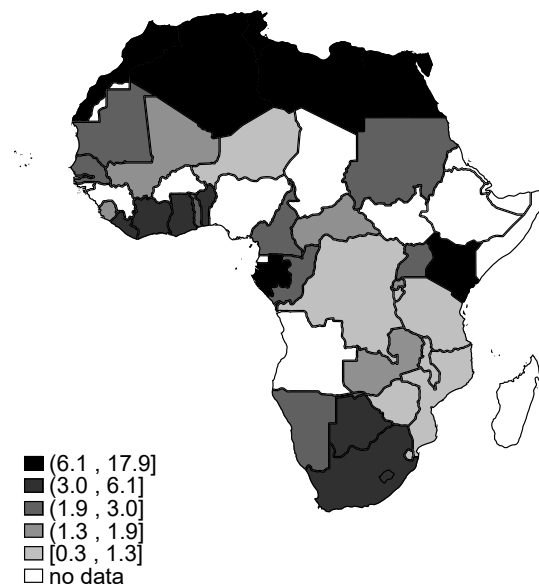 (6.1 , 17.9]
(3.0 , 6.1]
(1.9 , 3.0]
(1.3 , 1.9]
[0.3 , 1.3]
no data